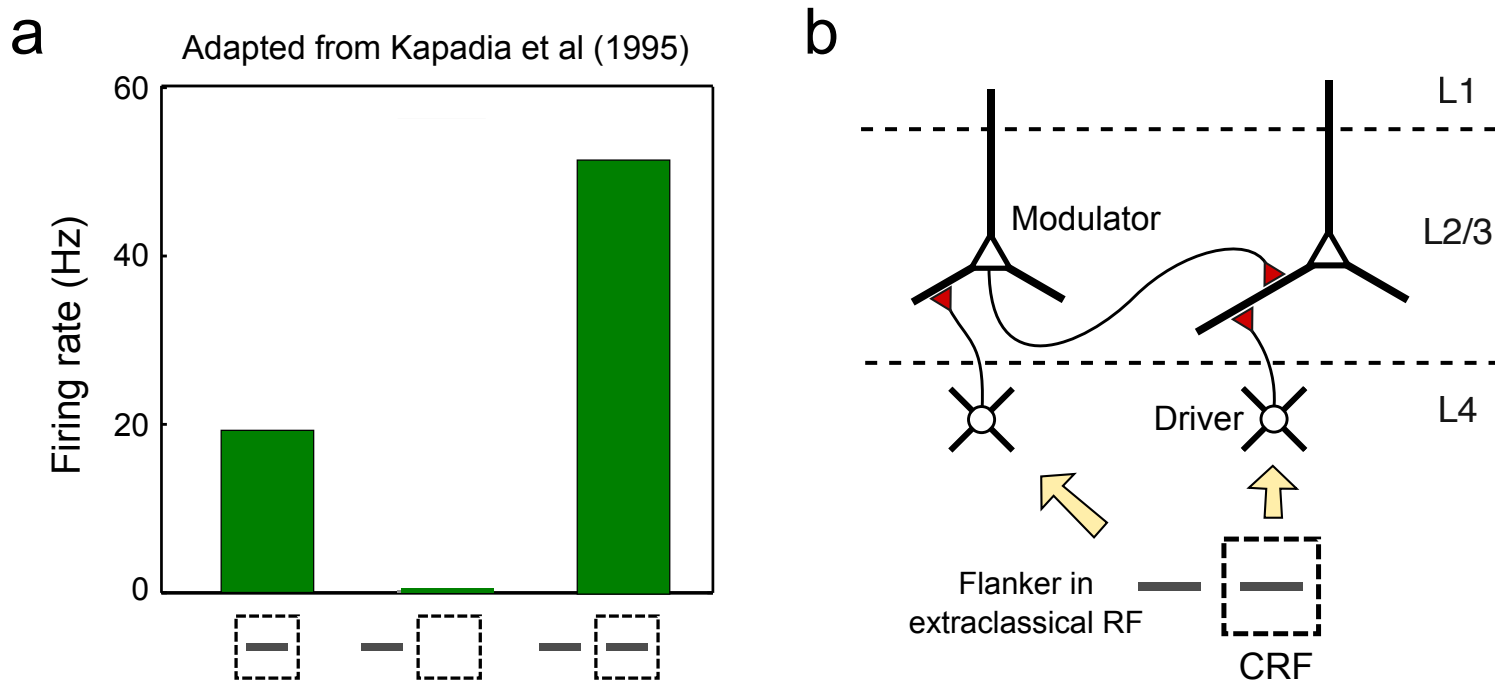 a
Adapted from Kapadia et al (1995)
60
40
20
0
Firing rate (Hz)
b
L1
Modulator
L2/3
Driver
L4
Flanker in
extraclassical RF
CRF